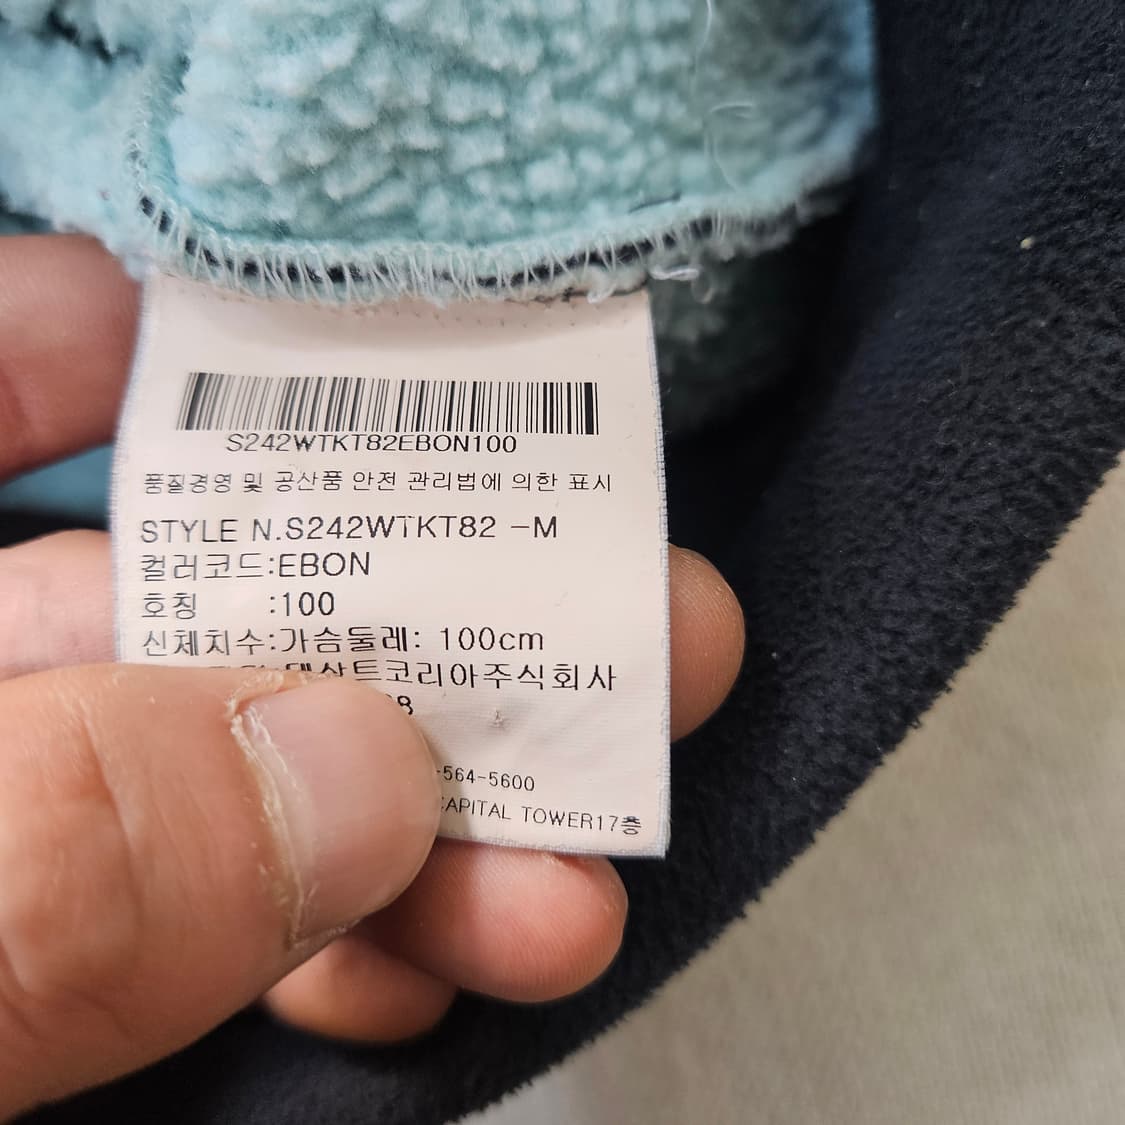 S242WTKT82EBON100
품질경영 및 공산품 안전 관리법에 의한 표시
STYLE N.S242WTKT82 -M
컬러코드:EBON
호칭 :100
신체치수:가슴둘레: 100cm
데상트코리아주식회사
8
-564-5600
CAPITAL TOWER17층